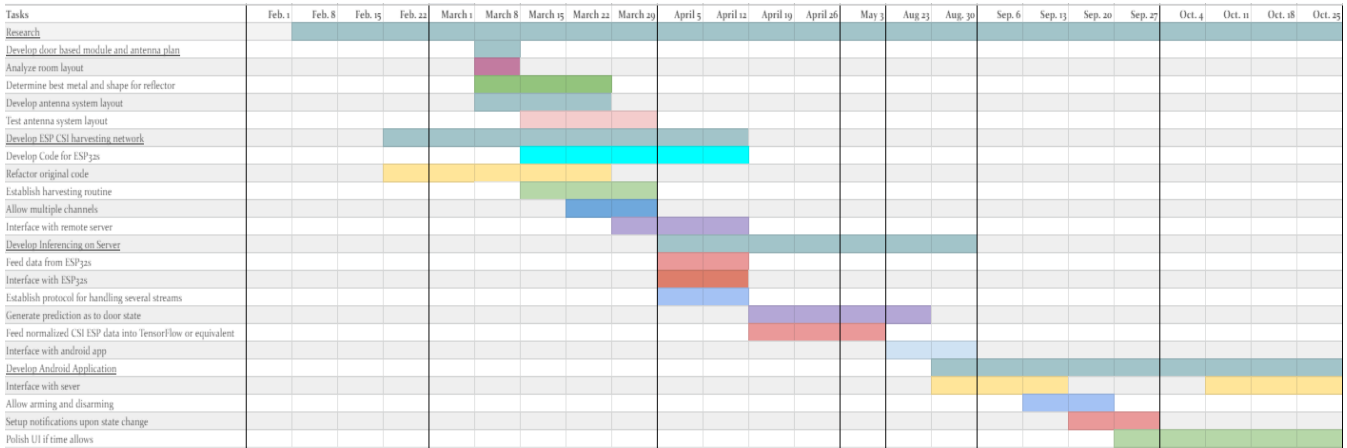 Tasks Feb. 1 Feb. 8 Feb. 15 Feb. 22 March 1 March 8 March 15 March 22 March 29 April 5 April 12 April 19 April 26 May 3 Aug 23 Aug. 30 Sep. 6 Sep. 13 Sep. 20 Sep. 27 Oct. 4 Oct. 11 Oct. 18 Oct. 25
Research
Develop door based module and antenna plan
Analyze room layout
Determine best metal and shape for reflector
Develop antenna system layout
Test antenna system layout
Develop ESP CSI harvesting network
Develop Code for ESP32s
Refactor original code
Establish harvesting routine
Allow multiple channels
Interface with remote server
Develop Inferencing on Server
Feed data from ESP32s
Interface with ESP32s
Establish protocol for handling several streams
Generate prediction as to door state
Feed normalized CSI ESP data into TensorFlow or equivalent
Interface with android app
Develop Android Application
Interface with sever
Allow arming and disarming
Setup notifications upon state change
Polish UI if time allows